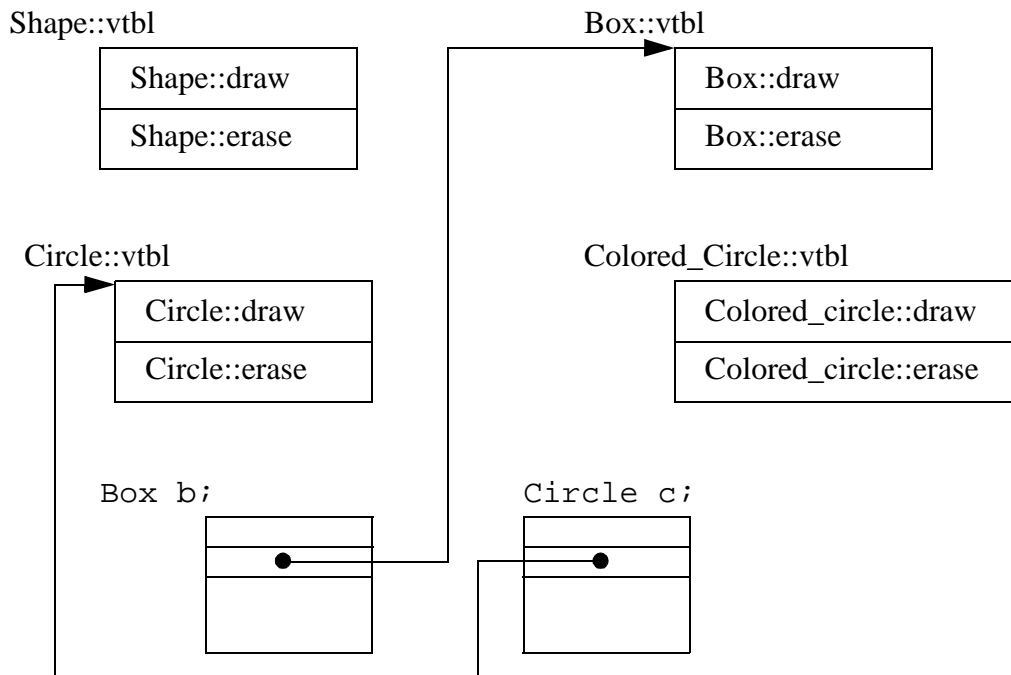 Shape::vtbl
Box::vtbl
Shape::draw
Box::draw
Shape::erase
Box::erase
Circle::vtbl
Colored_Circle::vtbl
Circle::draw
Colored_circle::draw
Circle::erase
Colored_circle::erase
Box b;
Circle c;